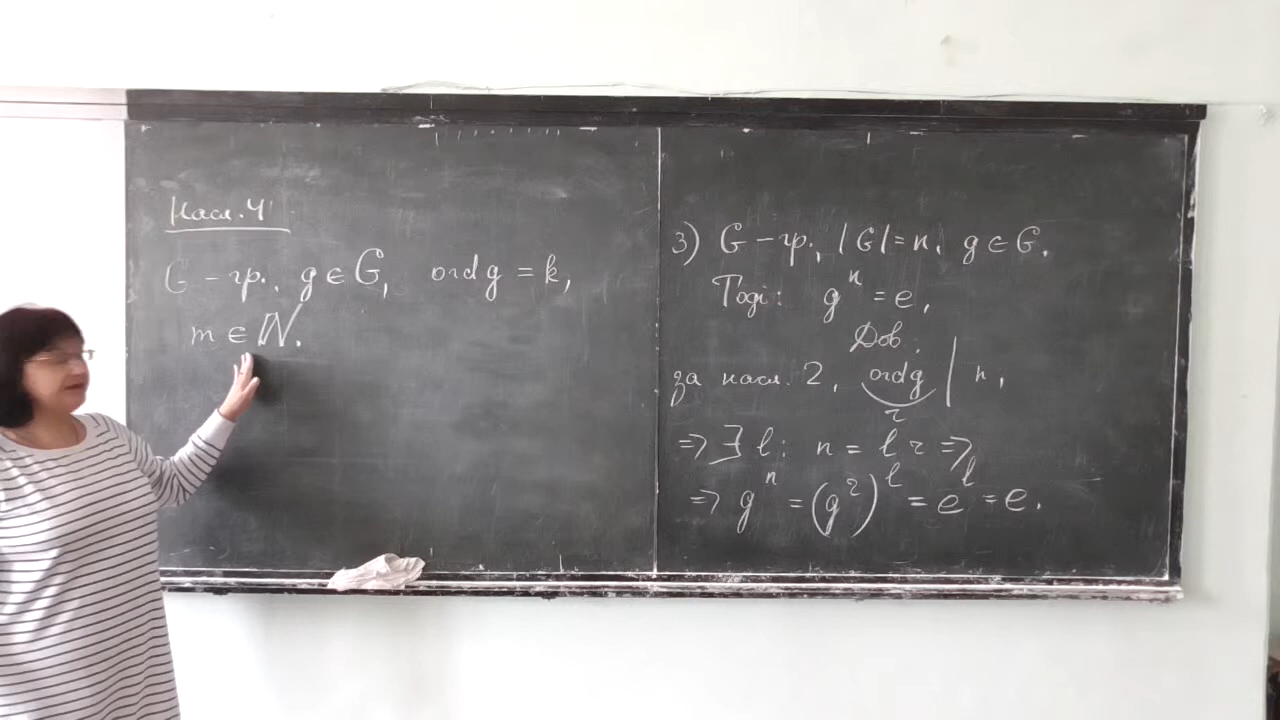 Насл. 4
G – гр., g ∈ G, ord g = k,
m ∈ ℕ.
3) G – гр., |G| = n, g ∈ G.
Тоді: gⁿ = e,
Дов.
за насл. 2, ord g | n,
r
=> ∃ l: n = l r =>
=> gⁿ = (gʳ)ˡ = eˡ = e.